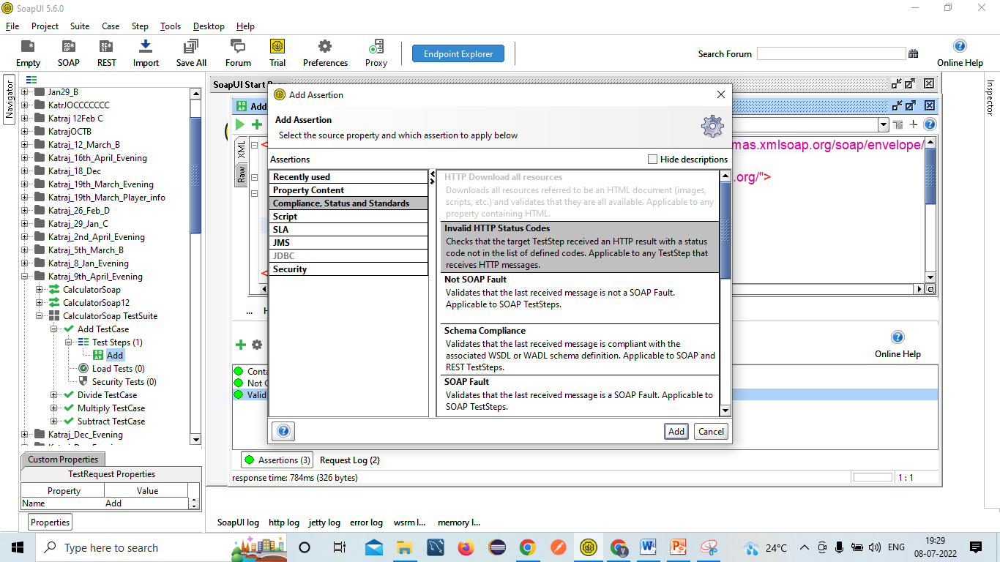 SoapUI 5.6.0
File Project Suite Case Step Tools Desktop Help
Empty SOAP REST Import Save All Forum Trial Preferences Proxy Endpoint Explorer Search Forum Online Help
Navigator
Inspector
Jan29_B
KatrJOCCCCCCC
Katraj 12Feb C
KatrajOCTB
Katraj_12_March_B
Katraj_16th_April_Evening
Katraj_18_Dec
Katraj_19th_March_Evening
Katraj_19th_March_Player_info
Katraj_26_Feb_D
Katraj_29_Jan_C
Katraj_2nd_April_Evening
Katraj_5th_March_B
Katraj_8_Jan_Evening
Katraj_9th_April_Evening
CalculatorSoap
CalculatorSoap12
CalculatorSoap TestSuite
Add TestCase
Test Steps (1)
Add
Load Tests (0)
Security Tests (0)
Divide TestCase
Multiply TestCase
Subtract TestCase
Katraj_Dec_Evening
Custom Properties
TestRequest Properties
Property Value
Name Add
Properties
SoapUI Start
Add
XML
Raw
mas.xmlsoap.org/soap/envelope/
.org/">
Add Assertion
Add Assertion
Select the source property and which assertion to apply below
Assertions
Hide descriptions
Recently used
Property Content
Compliance, Status and Standards
Script
SLA
JMS
JDBC
Security
HTTP Download all resources
Downloads all resources referred to be an HTML document (images,
scripts, etc.) and validates that they are all available. Applicable to any
property containing HTML.
Invalid HTTP Status Codes
Checks that the target TestStep received an HTTP result with a status
code not in the list of defined codes. Applicable to any TestStep that
receives HTTP messages.
Not SOAP Fault
Validates that the last received message is not a SOAP Fault.
Applicable to SOAP TestSteps.
Schema Compliance
Validates that the last received message is compliant with the
associated WSDL or WADL schema definition. Applicable to SOAP and
REST TestSteps.
SOAP Fault
Validates that the last received message is a SOAP Fault. Applicable to
SOAP TestSteps.
Add Cancel
... H
Online Help
Conta
Not C
Valid
Assertions (3) Request Log (2)
response time: 784ms (326 bytes) 1 : 1
SoapUI log http log jetty log error log wsrm l... memory l...
Type here to search
24°C
ENG
19:29
08-07-2022